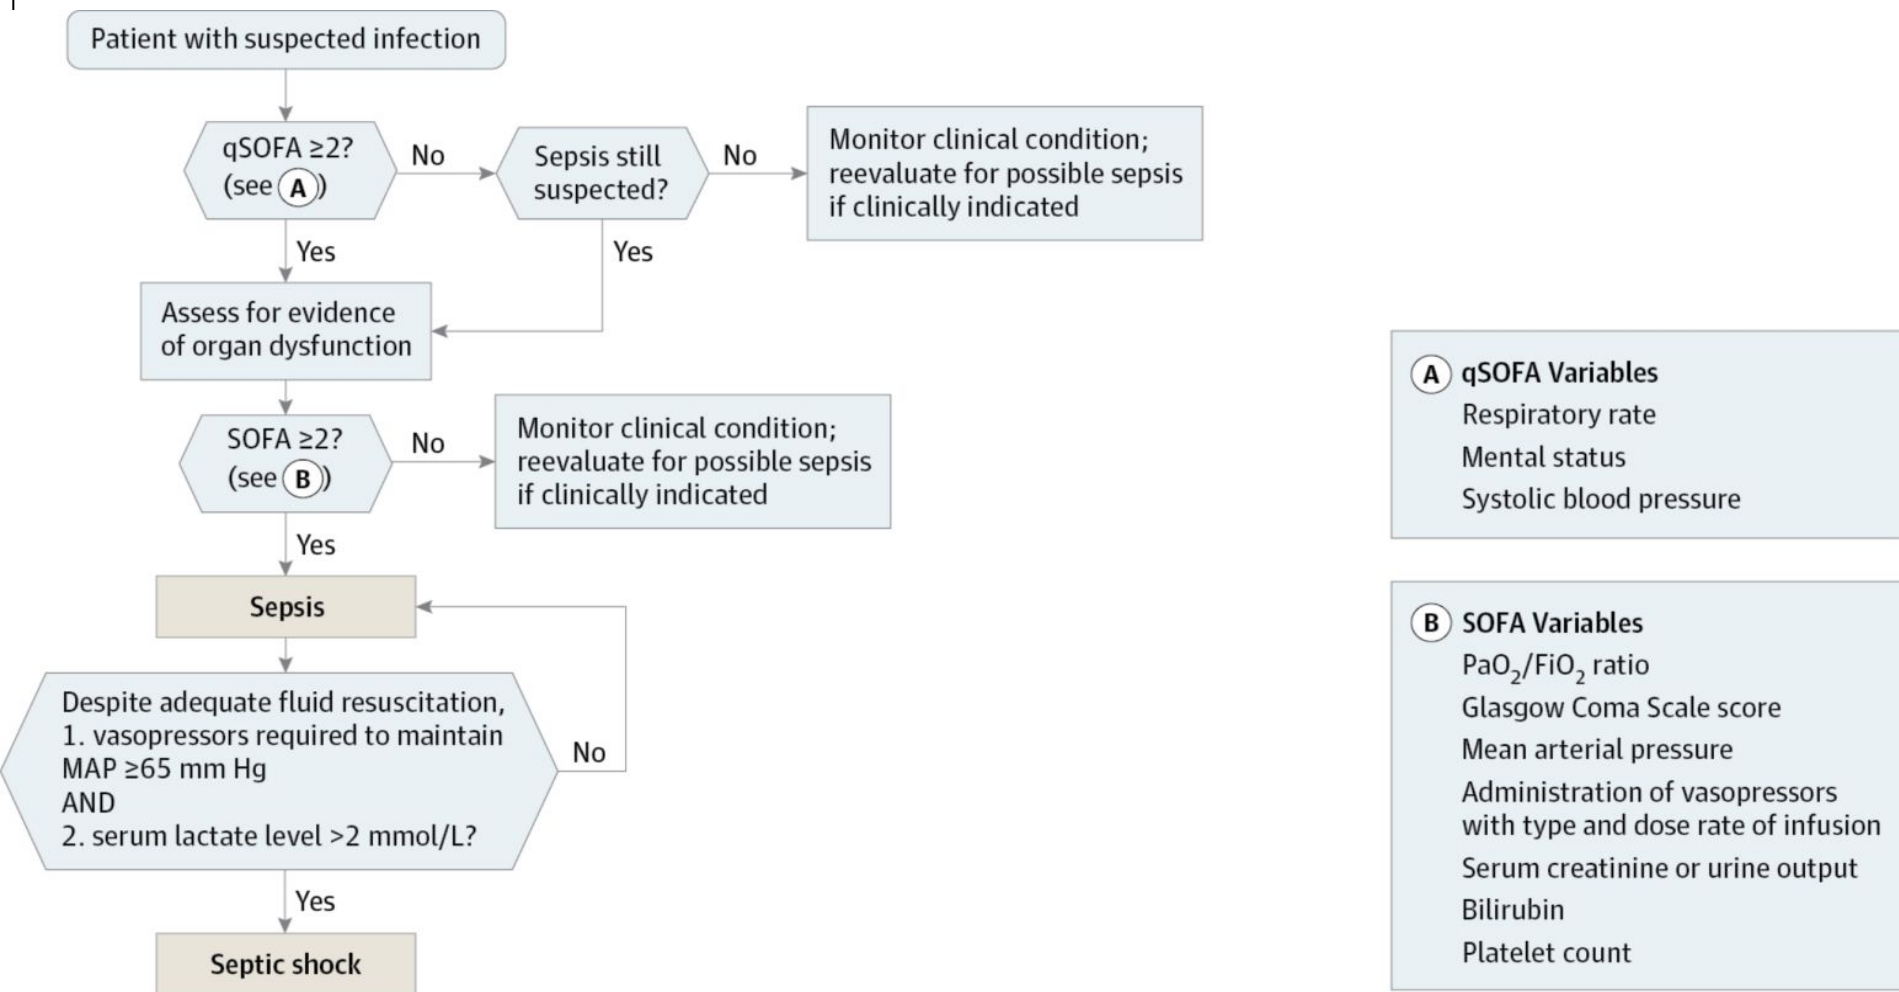 Patient with suspected infection
qSOFA ≥2?
(see A)
No
Sepsis still
suspected?
No
Monitor clinical condition;
reevaluate for possible sepsis
if clinically indicated
Yes
Yes
Assess for evidence
of organ dysfunction
SOFA ≥2?
(see B)
No
Monitor clinical condition;
reevaluate for possible sepsis
if clinically indicated
Yes
Sepsis
Despite adequate fluid resuscitation,
1. vasopressors required to maintain
MAP ≥65 mm Hg
AND
2. serum lactate level >2 mmol/L?
No
Yes
Septic shock
A qSOFA Variables
Respiratory rate
Mental status
Systolic blood pressure
B SOFA Variables
PaO₂/FiO₂ ratio
Glasgow Coma Scale score
Mean arterial pressure
Administration of vasopressors
with type and dose rate of infusion
Serum creatinine or urine output
Bilirubin
Platelet count